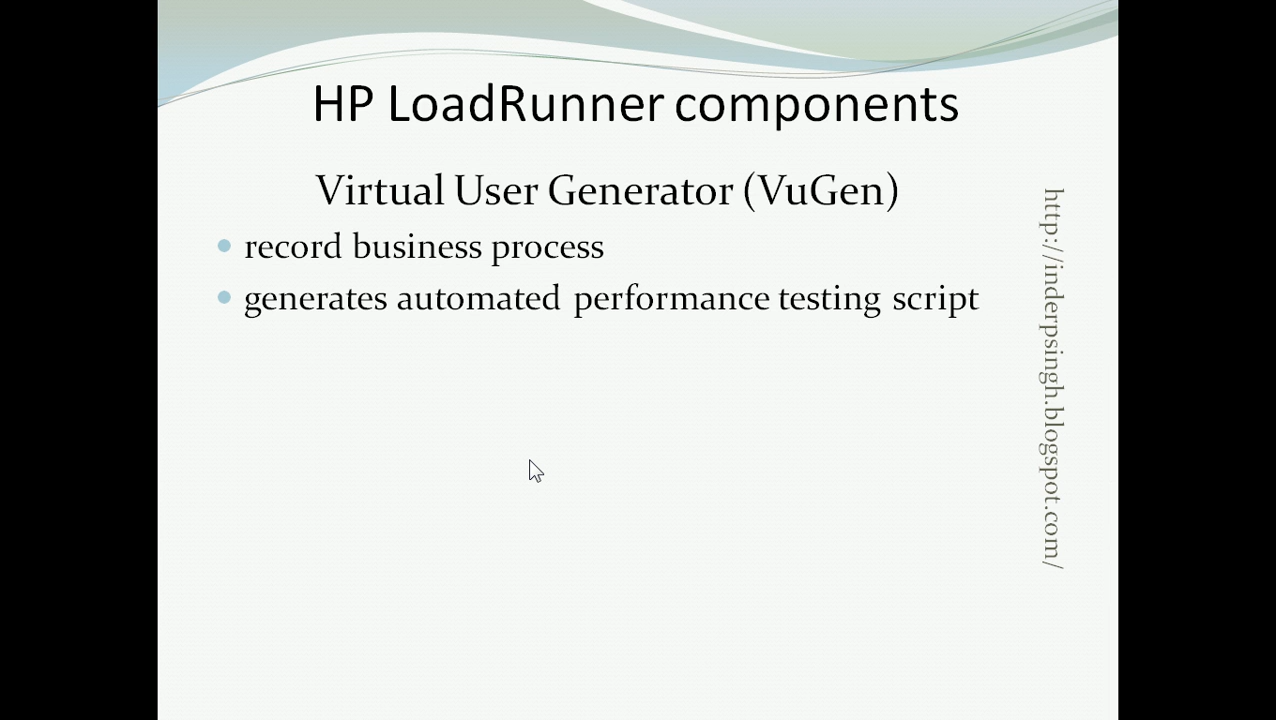 HP LoadRunner components
Virtual User Generator (VuGen)
record business process
generates automated performance testing script
http://inderpsingh.blogspot.com/